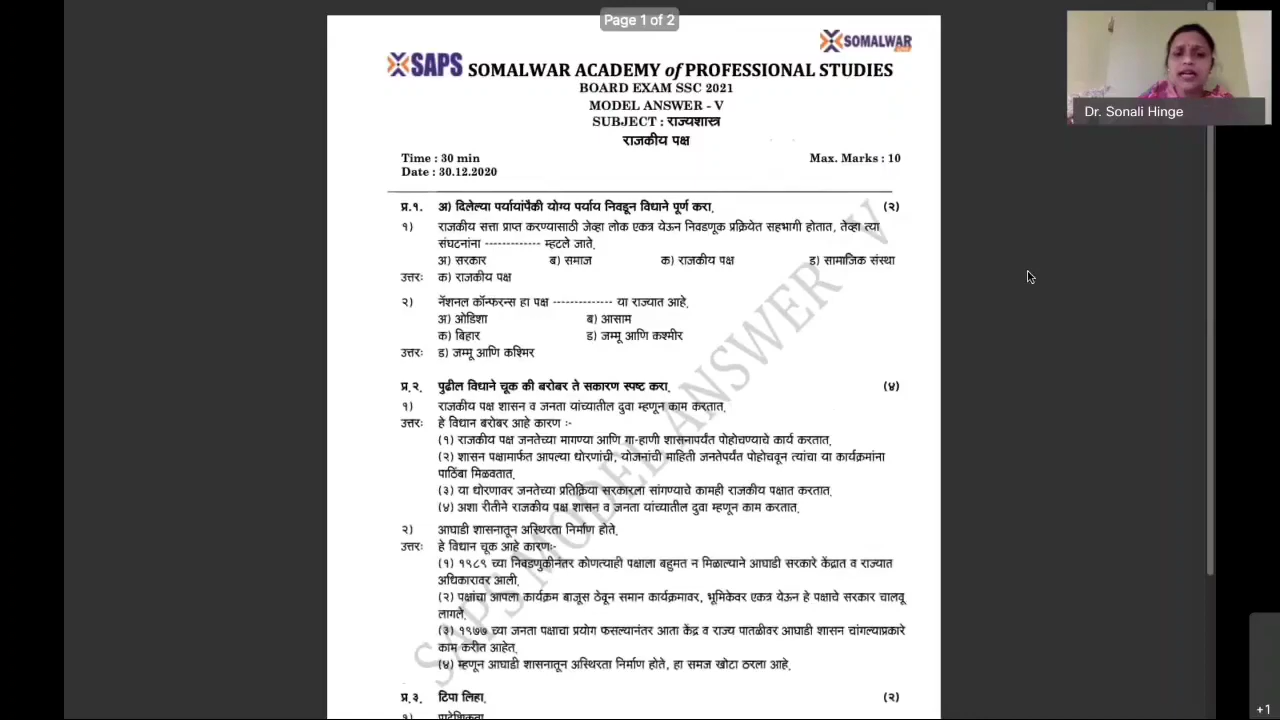 Page 1 of 2
SOMALWAR
SAPS SOMALWAR ACADEMY of PROFESSIONAL STUDIES
BOARD EXAM SSC 2021
MODEL ANSWER - V
SUBJECT : राज्यशास्त्र
राजकीय पक्ष
Time : 30 min Max. Marks : 10
Date : 30.12.2020
प्र.१. अ) दिलेल्या पर्यायांपैकी योग्य पर्याय निवडून विधाने पूर्ण करा. (२)
१) राजकीय सत्ता प्राप्त करण्यासाठी जेव्हा लोक एकत्र येऊन निवडणूक प्रक्रियेत सहभागी होतात, तेव्हा त्या
संघटनांना ------------- म्हटले जाते.
अ) सरकार ब) समाज क) राजकीय पक्ष ड) सामाजिक संस्था
उत्तरः क) राजकीय पक्ष
२) नॅशनल कॉन्फरन्स हा पक्ष -------------- या राज्यात आहे.
अ) ओडिशा ब) आसाम
क) बिहार ड) जम्मू आणि कश्मीर
उत्तरः ड) जम्मू आणि कश्मिर
प्र.२. पुढील विधाने चूक की बरोबर ते सकारण स्पष्ट करा. (४)
१) राजकीय पक्ष शासन व जनता यांच्यातील दुवा म्हणून काम करतात.
उत्तरः हे विधान बरोबर आहे कारण :-
(१) राजकीय पक्ष जनतेच्या मागण्या आणि गा-हाणी शासनापर्यंत पोहोचण्याचे कार्य करतात.
(२) शासन पक्षामार्फत आपल्या धोरणांची, योजनांची माहिती जनतेपर्यंत पोहोचवून त्यांचा या कार्यक्रमांना
पाठिंबा मिळवतात.
(३) या धोरणावर जनतेच्या प्रतिक्रिया सरकारला सांगण्याचे कामही राजकीय पक्षात करतात.
(४) अशा रीतीने राजकीय पक्ष शासन व जनता यांच्यातील दुवा म्हणून काम करतात.
२) आघाडी शासनातून अस्थिरता निर्माण होते.
उत्तरः हे विधान चूक आहे कारणः-
(१) १९८९ च्या निवडणुकीनंतर कोणत्याही पक्षाला बहुमत न मिळाल्याने आघाडी सरकारे केंद्रात व राज्यात
अधिकारावर आली.
(२) पक्षांचा आपला कार्यक्रम बाजूस ठेवून समान कार्यक्रमावर, भूमिकेवर एकत्र येऊन हे पक्षाचे सरकार चालवू
लागले.
(३) १९७७ च्या जनता पक्षाचा प्रयोग फसल्यानंतर आता केंद्र व राज्य पातळीवर आघाडी शासन चांगल्याप्रकारे
काम करीत आहेत.
(४) म्हणून आघाडी शासनातून अस्थिरता निर्माण होते, हा समज खोटा ठरला आहे.
प्र.३. टिपा लिहा. (२)
१) प्रादेशिकता
SAPS MODEL ANSWER V
Dr. Sonali Hinge
+1